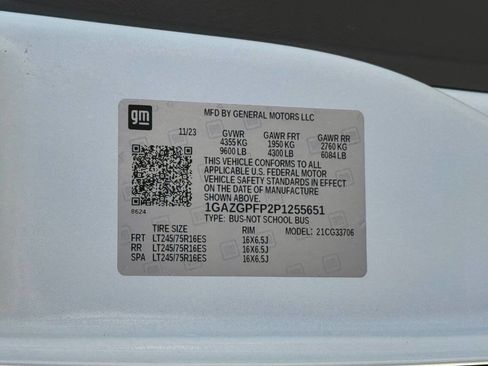 gm
MFD BY GENERAL MOTORS LLC
11/23 GVWR GAWR FRT GAWR RR
4355 KG 1950 KG 2760 KG
9600 LB 4300 LB 6084 LB
THIS VEHICLE CONFORMS TO ALL
APPLICABLE U.S. FEDERAL MOTOR
VEHICLE SAFETY STANDARDS IN EFFECT
ON THE DATE OF MANUFACTURE
SHOWN ABOVE.
1GAZGPFP2P1255651
8624 TYPE: BUS-NOT SCHOOL BUS
TIRE SIZE RIM MODEL: 21CG33706
FRT LT245/75R16ES 16X6.5J
RR LT245/75R16ES 16X6.5J
SPA LT245/75R16ES 16X6.5J